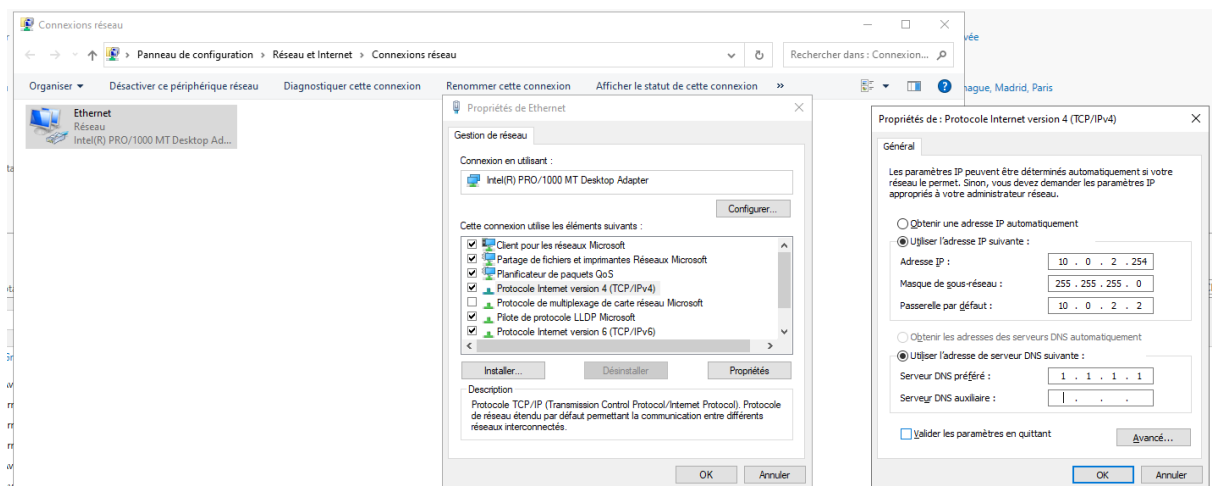 Connexions réseau
Panneau de configuration > Réseau et Internet > Connexions réseau
Rechercher dans : Connexion...
Organiser
Désactiver ce périphérique réseau
Diagnostiquer cette connexion
Renommer cette connexion
Afficher le statut de cette connexion
»
Ethernet
Réseau
Intel(R) PRO/1000 MT Desktop Ad...
Propriétés de Ethernet
Gestion de réseau
Connexion en utilisant :
Intel(R) PRO/1000 MT Desktop Adapter
Configurer...
Cette connexion utilise les éléments suivants :
Client pour les réseaux Microsoft
Partage de fichiers et imprimantes Réseaux Microsoft
Planificateur de paquets QoS
Protocole Internet version 4 (TCP/IPv4)
Protocole de multiplexage de carte réseau Microsoft
Pilote de protocole LLDP Microsoft
Protocole Internet version 6 (TCP/IPv6)
Installer...
Désinstaller
Propriétés
Description
Protocole TCP/IP (Transmission Control Protocol/Internet Protocol). Protocole
de réseau étendu par défaut permettant la communication entre différents
réseaux interconnectés.
OK
Annuler
vée
hague, Madrid, Paris
Propriétés de : Protocole Internet version 4 (TCP/IPv4)
Général
Les paramètres IP peuvent être déterminés automatiquement si votre
réseau le permet. Sinon, vous devez demander les paramètres IP
appropriés à votre administrateur réseau.
Obtenir une adresse IP automatiquement
Utiliser l'adresse IP suivante :
Adresse IP :
10 . 0 . 2 . 254
Masque de sous-réseau :
255 . 255 . 255 . 0
Passerelle par défaut :
10 . 0 . 2 . 2
Obtenir les adresses des serveurs DNS automatiquement
Utiliser l'adresse de serveur DNS suivante :
Serveur DNS préféré :
1 . 1 . 1 . 1
Serveur DNS auxiliaire :
. . .
Valider les paramètres en quittant
Avancé...
OK
Annuler